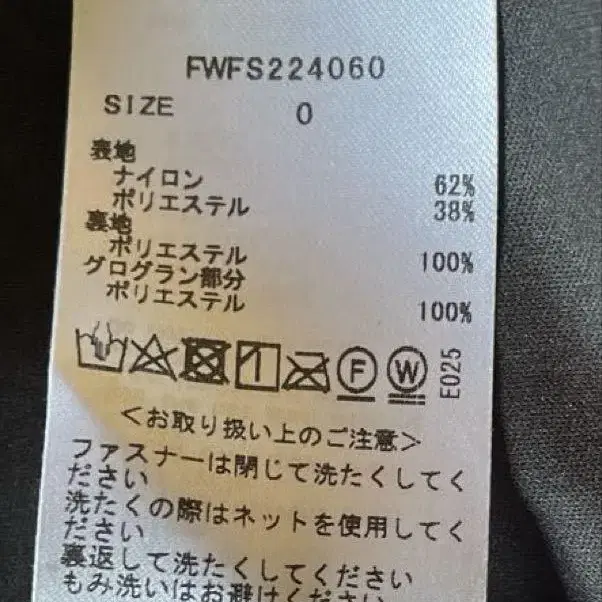 FWFS224060
SIZE 0
表地
ナイロン 62%
ポリエステル 38%
裏地
ポリエステル 100%
グログラン部分
ポリエステル 100%
F W E025
<お取り扱い上のご注意>
ファスナーは閉じて洗たくしてく
ださい
洗たくの際はネットを使用してく
ださい
裏返して洗たくしてください
もみ洗いはお避けください